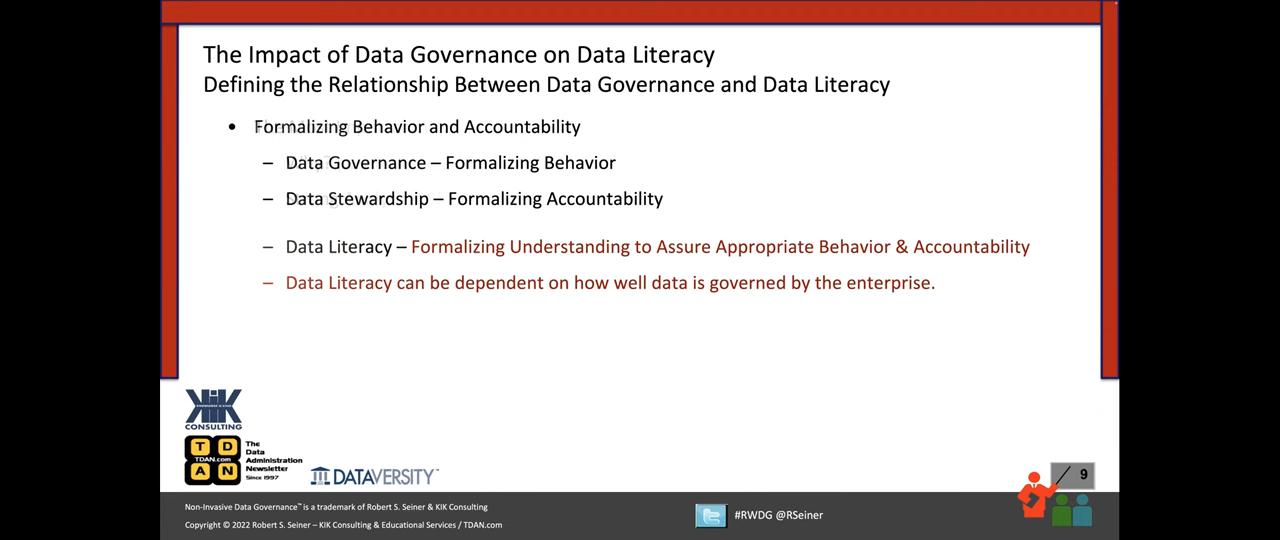 The Impact of Data Governance on Data Literacy
Defining the Relationship Between Data Governance and Data Literacy
• Formalizing Behavior and Accountability
– Data Governance – Formalizing Behavior
– Data Stewardship – Formalizing Accountability
– Data Literacy – Formalizing Understanding to Assure Appropriate Behavior & Accountability
– Data Literacy can be dependent on how well data is governed by the enterprise.
KIK
CONSULTING
T D
TDAN.com
A N
The
Data
Administration
Newsletter
Since 1997
DATAVERSITY™
9
Non-Invasive Data Governance™ is a trademark of Robert S. Seiner & KIK Consulting
Copyright © 2022 Robert S. Seiner – KIK Consulting & Educational Services / TDAN.com
#RWDG @RSeiner